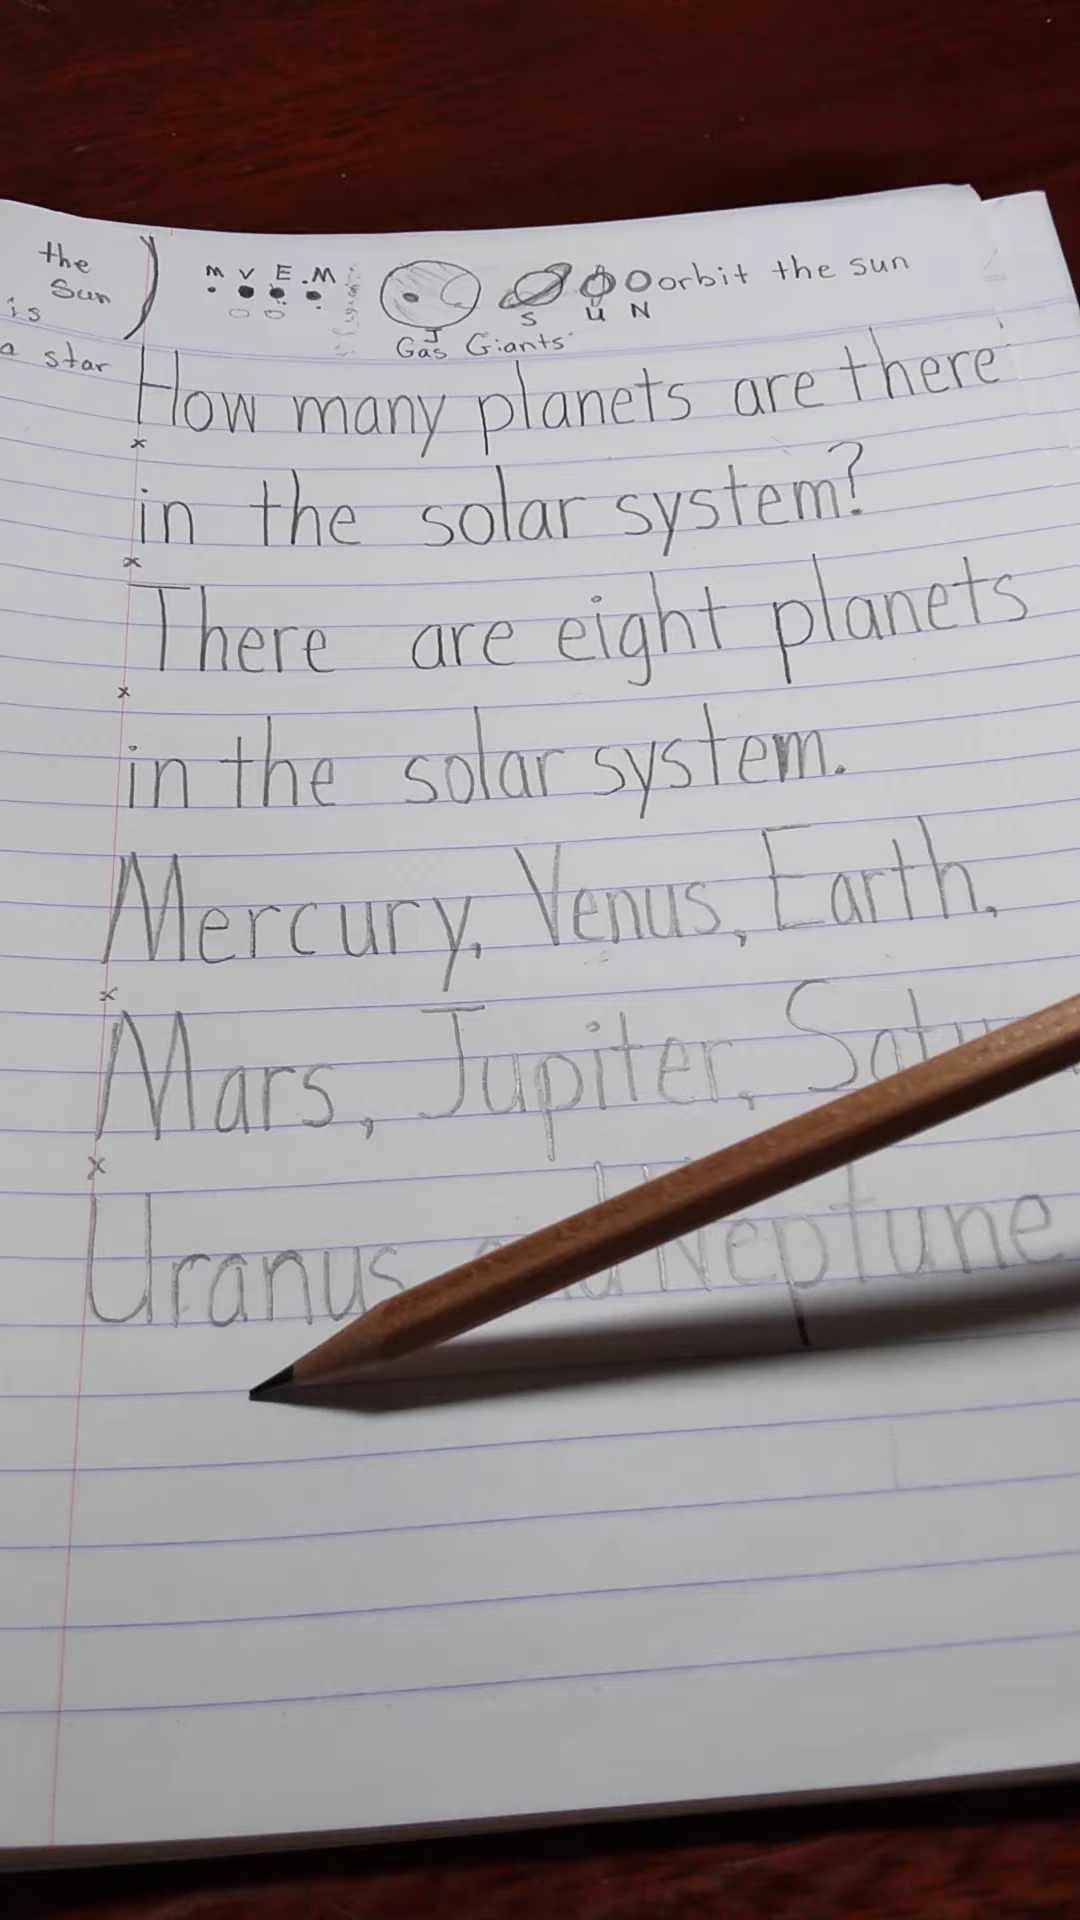 the
Sun
is
a star
M V E M
orbit the sun
J S U N
Gas Giants
How many planets are there
in the solar system?
There are eight planets
in the solar system.
Mercury, Venus, Earth,
Mars, Jupiter,
Uranus Neptune